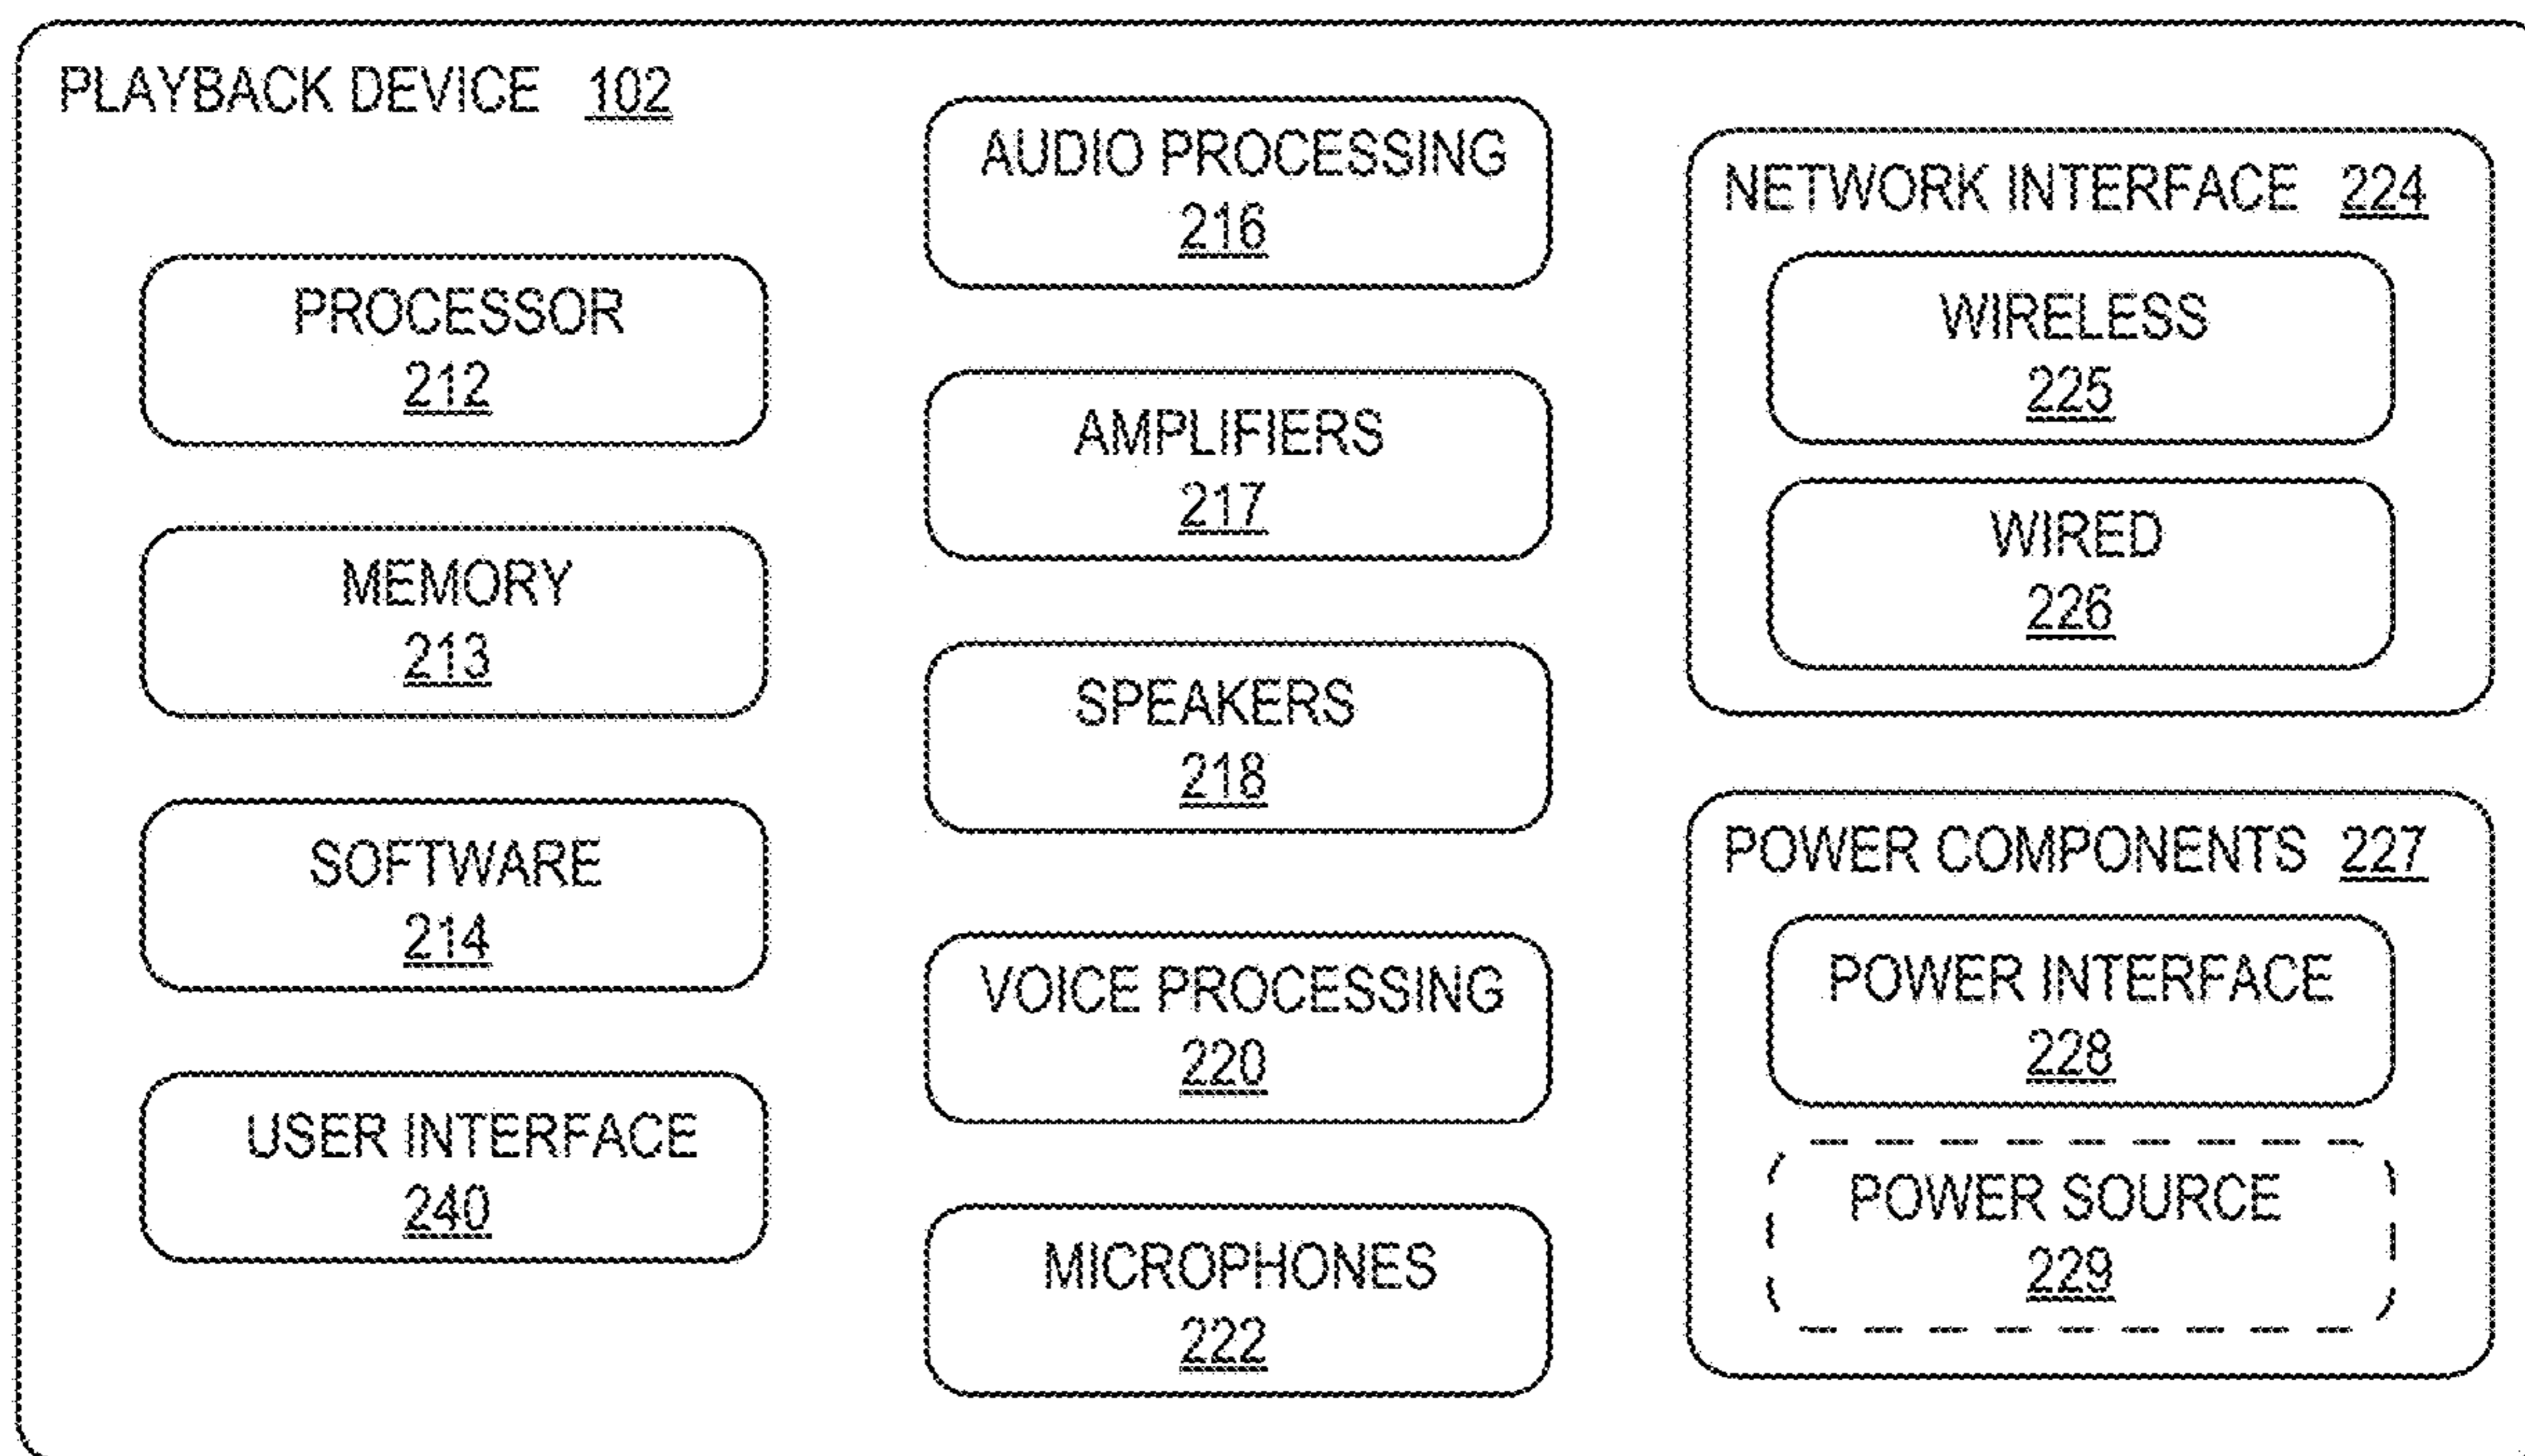 PLAYBACK DEVICE 102
PROCESSOR
212
MEMORY
213
SOFTWARE
214
USER INTERFACE
240
AUDIO PROCESSING
216
AMPLIFIERS
217
SPEAKERS
218
VOICE PROCESSING
220
MICROPHONES
222
NETWORK INTERFACE 224
WIRELESS
225
WIRED
226
POWER COMPONENTS 227
POWER INTERFACE
228
POWER SOURCE
229